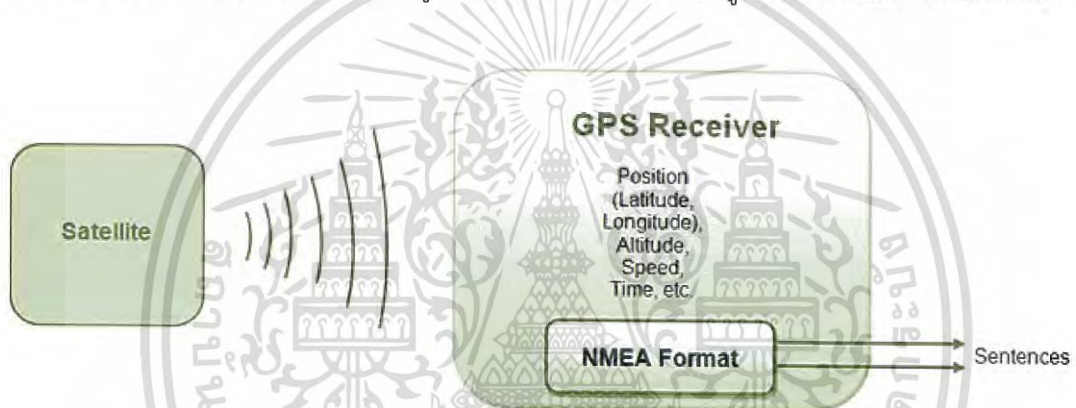 GPS Receiver
Position
(Latitude,
Longitude),
Altitude,
Speed,
Time, etc.
Satellite
NMEA Format
Sentences